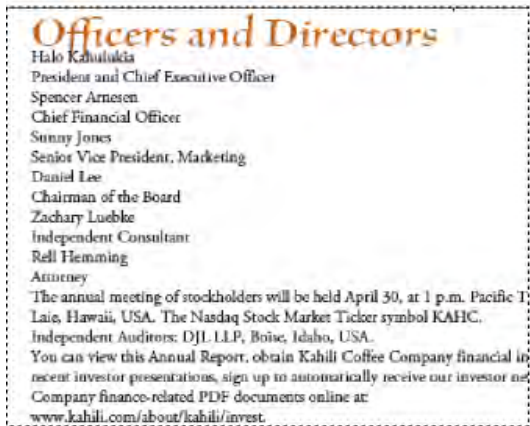 Officers and Directors
Halo Kahulukia
President and Chief Executive Officer
Spencer Arnesen
Chief Financial Officer
Sunny Jones
Senior Vice President, Marketing
Daniel Lee
Chairman of the Board
Zachary Luebke
Independent Consultant
Rell Hemming
Attorney
The annual meeting of stockholders will be held April 30, at 1 p.m. Pacific T
Laie, Hawaii, USA. The Nasdaq Stock Market Ticker symbol KAHC.
Independent Auditors: DJL LLP, Boise, Idaho, USA.
You can view this Annual Report, obtain Kahili Coffee Company financial in
recent investor presentations, sign up to automatically receive our investor ne
Company finance-related PDF documents online at:
www.kahili.com/about/kahili/invest.